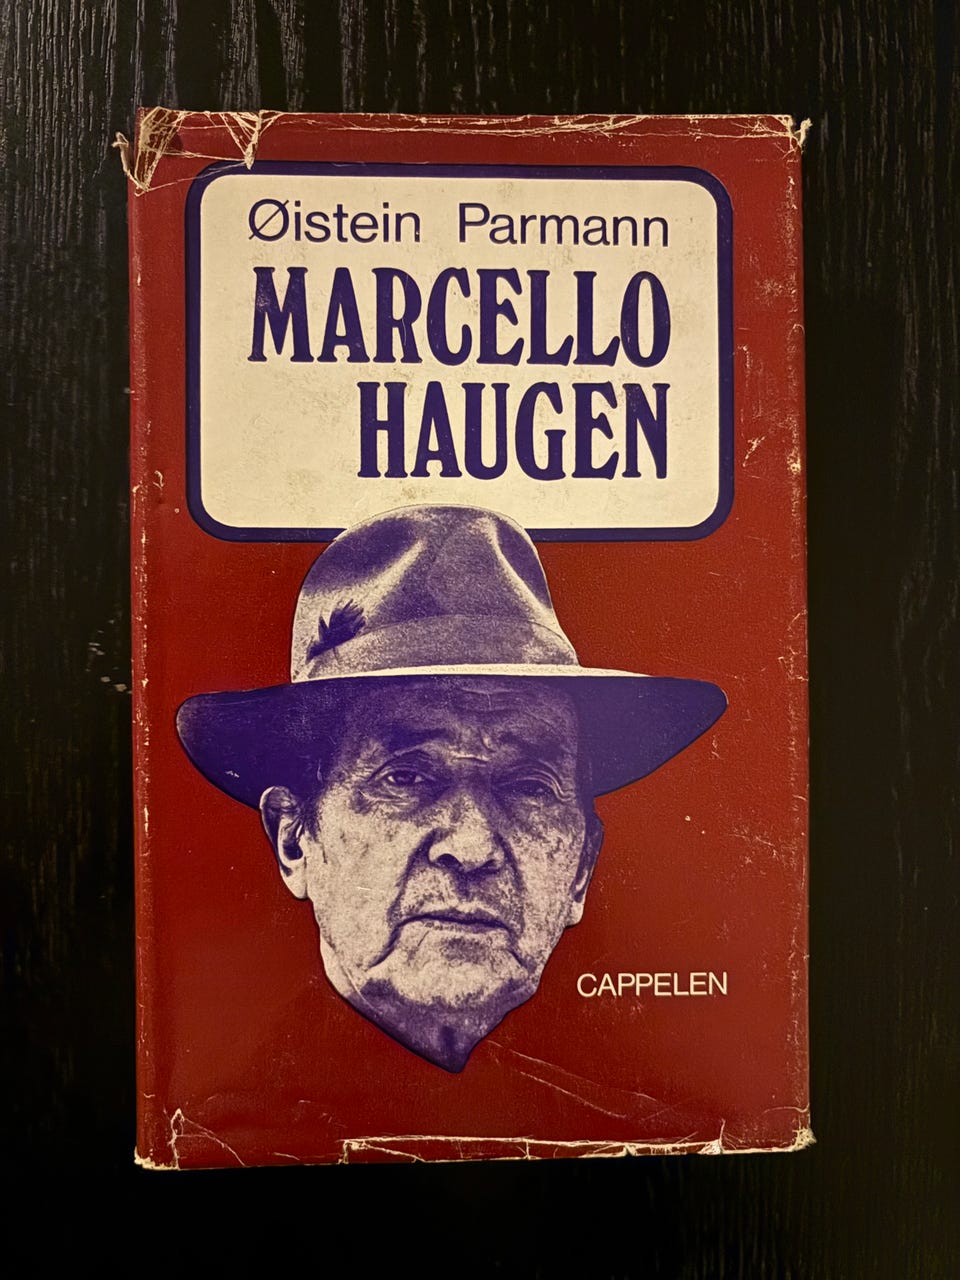 Øistein Parmann
MARCELLO
HAUGEN
CAPPELEN